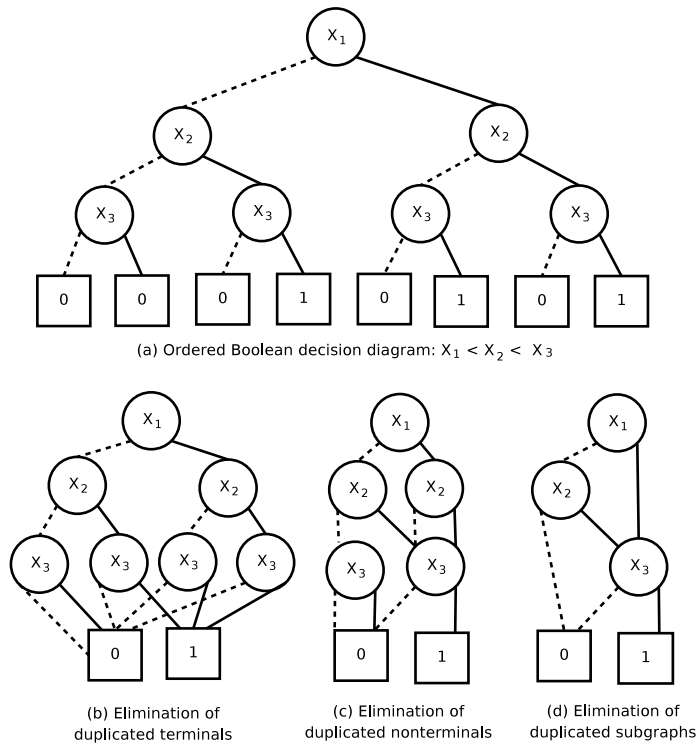 X1
X2 X2
X3 X3 X3 X3
0 0 0 1 0 1 0 1
(a) Ordered Boolean decision diagram: X1 < X2 < X3
X1
X2 X2
X3 X3 X3 X3
0 1
(b) Elimination of
duplicated terminals
X1
X2 X2
X3 X3
0 1
(c) Elimination of
duplicated nonterminals
X1
X2
X3
0 1
(d) Elimination of
duplicated subgraphs